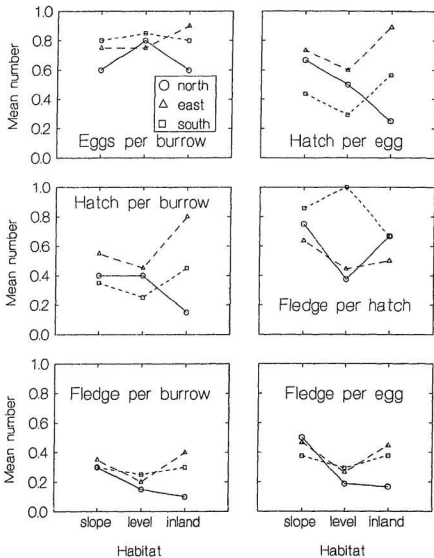 Mean number
1.0
0.8
0.6
0.4
0.2
0.0
north
east
south
Eggs per burrow
Hatch per egg
Mean number
1.0
0.8
0.6
0.4
0.2
0.0
Hatch per burrow
Fledge per hatch
Mean number
1.0
0.8
0.6
0.4
0.2
0.0
Fledge per burrow
Fledge per egg
slope level inland
slope level inland
Habitat
Habitat